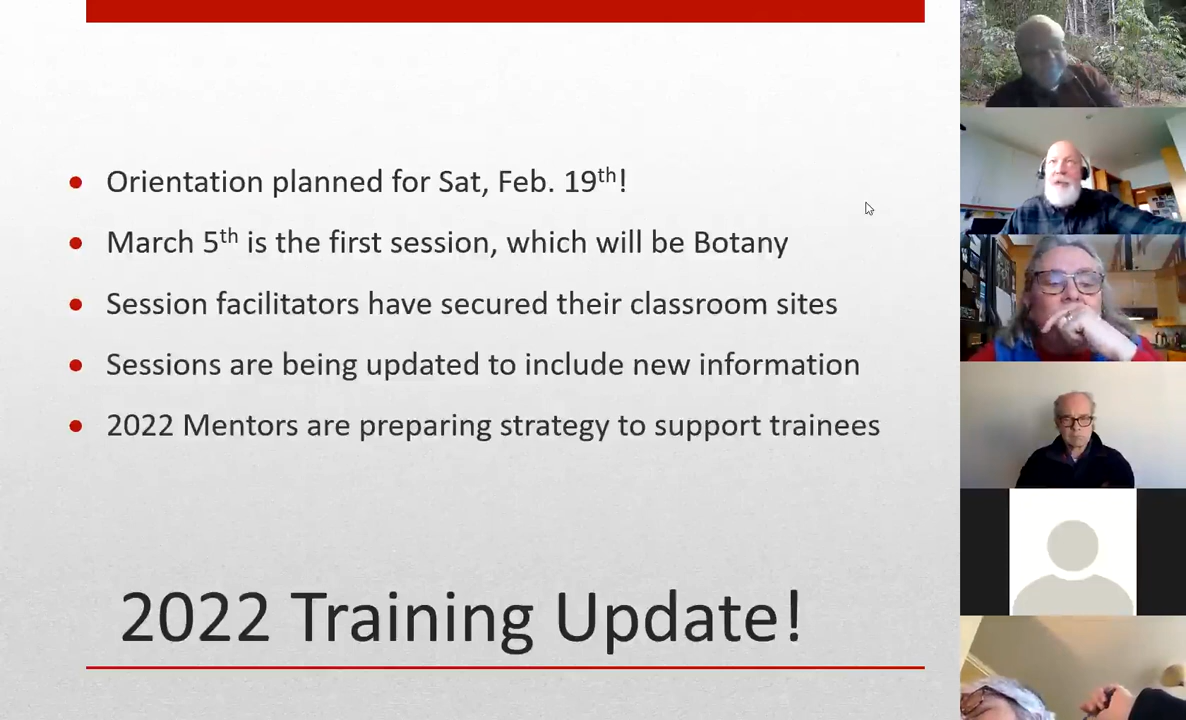 Orientation planned for Sat, Feb. 19th!
March 5th is the first session, which will be Botany
Session facilitators have secured their classroom sites
Sessions are being updated to include new information
2022 Mentors are preparing strategy to support trainees
2022 Training Update!